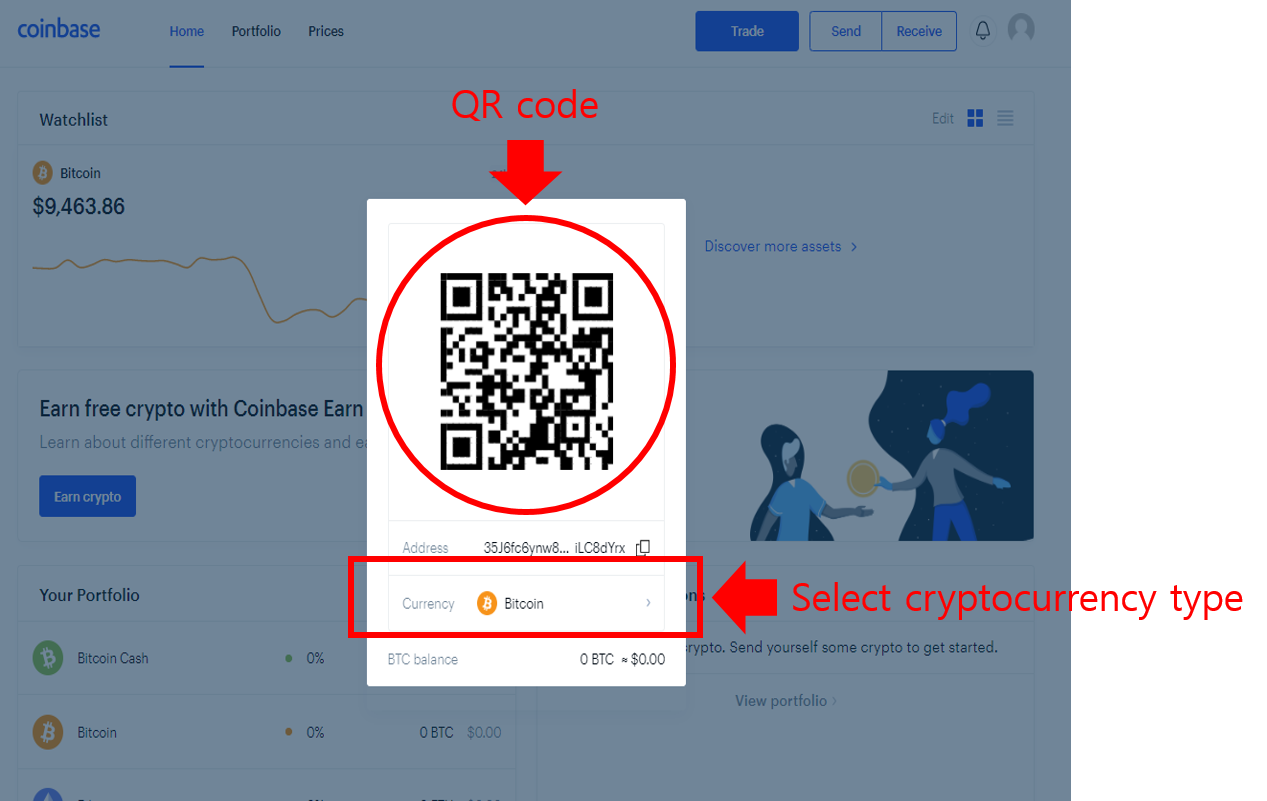 coinbase
Home Portfolio Prices Trade Send Receive
QR code
Watchlist Edit
Bitcoin
$9,463.86
Discover more assets
Earn free crypto with Coinbase Earn
Learn about different cryptocurrencies and
Earn crypto
Address 35J6fc6ynw8... iLC8dYrx
Currency Bitcoin
Select cryptocurrency type
BTC balance 0 BTC ≈ $0.00
Your Portfolio
Bitcoin Cash 0%
crypto. Send yourself some crypto to get started.
View portfolio
Bitcoin 0% 0 BTC $0.00